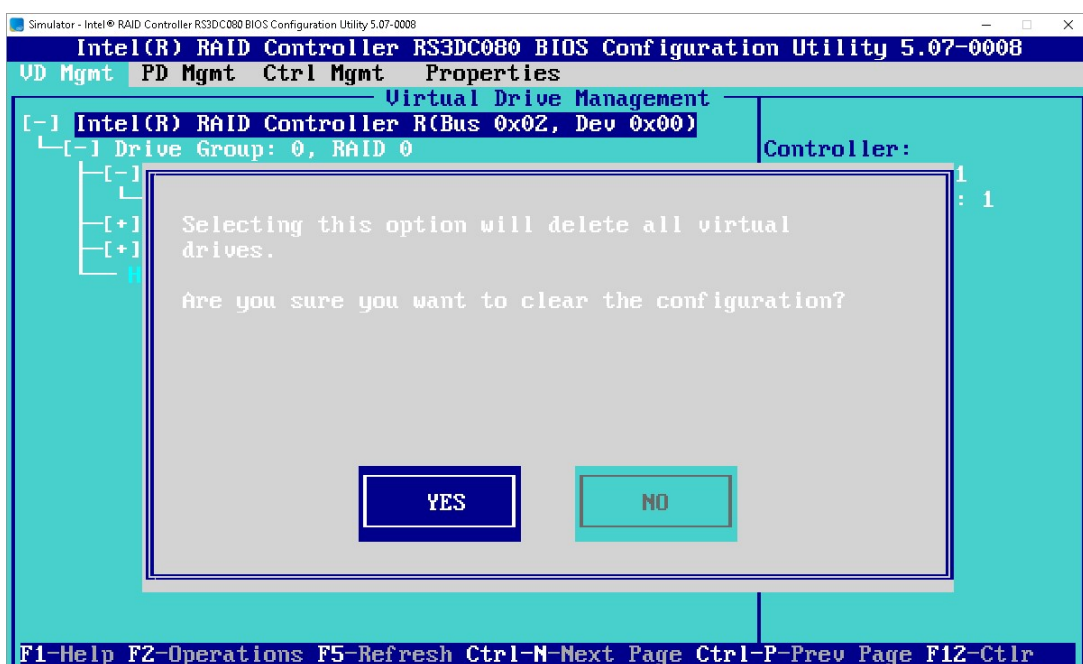 Simulator - Intel® RAID Controller RS3DC080 BIOS Configuration Utility 5.07-0008
Intel(R) RAID Controller RS3DC080 BIOS Configuration Utility 5.07-0008
VD Mgmt PD Mgmt Ctrl Mgmt Properties
Virtual Drive Management
[-] Intel(R) RAID Controller R(Bus 0x02, Dev 0x00)
[-] Drive Group: 0, RAID 0
Controller:
[-]
1
: 1
[+]
[+]
H
Selecting this option will delete all virtual
drives.
Are you sure you want to clear the configuration?
YES NO
F1-Help F2-Operations F5-Refresh Ctrl-N-Next Page Ctrl-P-Prev Page F12-Ctlr